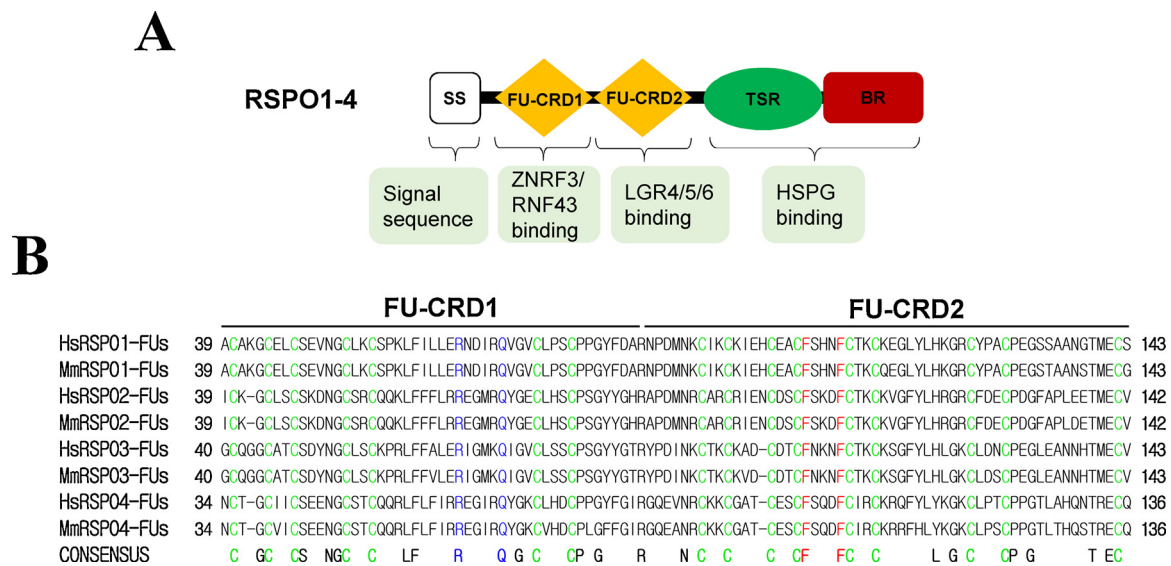 A
RSPO1-4
SS
FU-CRD1
FU-CRD2
TSR
BR
Signal
sequence
ZNRF3/
RNF43
binding
LGR4/5/6
binding
HSPG
binding
B
FU-CRD1 FU-CRD2
HsRSPO1-FUs 39 ACAKGCELCSEVNGCLKCSPKLFILLERNDIRQVGVCLPSCPPGYFDARNPDMNKCIKCKIEHCEACFSHNFCTKCKEGLYLHKGRCYPACPEGSSAANGTMECS 143
MmRSPO1-FUs 39 ACAKGCELCSEVNGCLKCSPKLFILLERNDIRQVGVCLPSCPPGYFDARNPDMNKCIKCKIEHCEACFSHNFCTKCQEGLYLHKGRCYPACPEGSTAANSTMECG 143
HsRSPO2-FUs 39 ICK-GCLSCSKDNGCSRCQQKLFFFLRREGMRQYGECLHSCPSGYYGHRAPDMNRCARCRIENCDSCFSKDFCTKCKVGFYLHRGRCFDECPDGFAPLEETMECV 142
MmRSPO2-FUs 39 ICK-GCLSCSKDNGCSRCQQKLFFFLRREGMRQYGECLHSCPSGYYGHRAPDMNRCARCRIENCDSCFSKDFCTKCKVGFYLHRGRCFDECPDGFAPLDETMECV 142
HsRSPO3-FUs 40 GCQGGCATCSDYNGCLSCKPRLFFALERIGMKQIGVCLSSCPSGYYGTRYPDINKCTKCKAD-CDTCFNKNFCTKCKSGFYLHLGKCLDNCPEGLEANNHTMECV 143
MmRSPO3-FUs 40 GCQGGCATCSDYNGCLSCKPRLFFVLERIGMKQIGVCLSSCPSGYYGTRYPDINKCTKCKVD-CDTCFNKNFCTKCKSGFYLHLGKCLDSCPEGLEANNHTMECV 143
HsRSPO4-FUs 34 NCT-GCIICSEENGCSTCQQRLFLFIRREGIRQYGKCLHDCPPGYFGIRGQEVNRCKKCGAT-CESCFSQDFCIRCKRQFYLYKGKCLPTCPPGTLAHQNTRECQ 136
MmRSPO4-FUs 34 NCT-GCVICSEENGCSTCQQRLFLFIRREGIRQYGKCVHDCPLGFFGIRGQEANRCKKCGAT-CESCFSQDFCIRCKRRFHLYKGKCLPSCPPGTLTHQSTRECQ 136
CONSENSUS C GC CS NGC C LF R Q GC CP G R N CC C C CF FC C L G C PG T EC